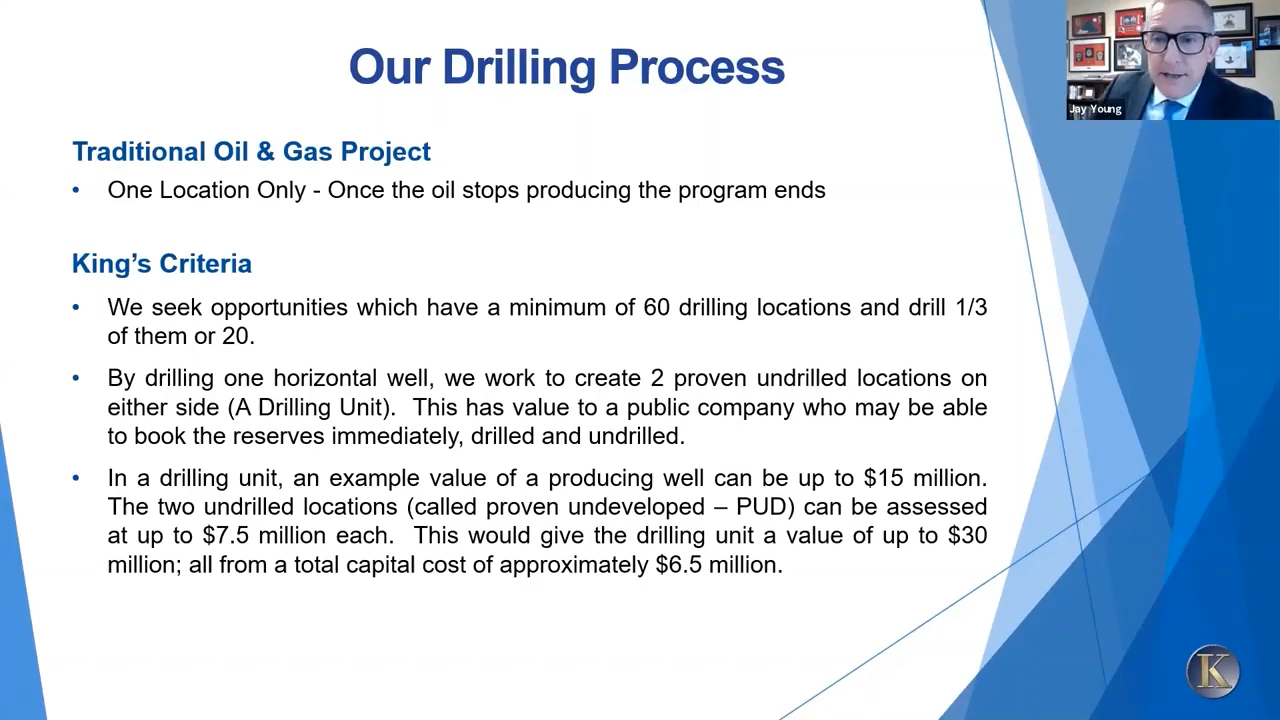 Our Drilling Process
Jay Young
Traditional Oil & Gas Project
• One Location Only - Once the oil stops producing the program ends
King's Criteria
• We seek opportunities which have a minimum of 60 drilling locations and drill 1/3
of them or 20.
• By drilling one horizontal well, we work to create 2 proven undrilled locations on
either side (A Drilling Unit). This has value to a public company who may be able
to book the reserves immediately, drilled and undrilled.
• In a drilling unit, an example value of a producing well can be up to $15 million.
The two undrilled locations (called proven undeveloped – PUD) can be assessed
at up to $7.5 million each. This would give the drilling unit a value of up to $30
million; all from a total capital cost of approximately $6.5 million.
K